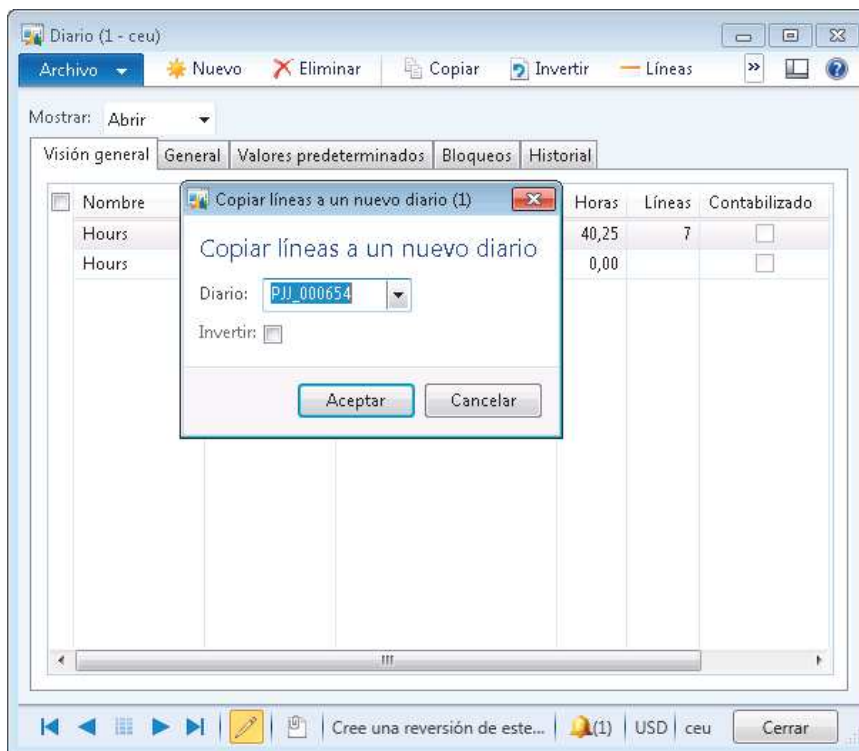 Diario (1 - ceu)
Archivo Nuevo Eliminar Copiar Invertir Líneas »
Mostrar: Abrir
Visión general General Valores predeterminados Bloqueos Historial
Nombre Horas Líneas Contabilizado
Hours 40,25 7
Hours 0,00
Copiar líneas a un nuevo diario (1)
Copiar líneas a un nuevo diario
Diario: PJJ_000654
Invertir:
Aceptar Cancelar
Cree una reversión de este... (1) USD ceu Cerrar